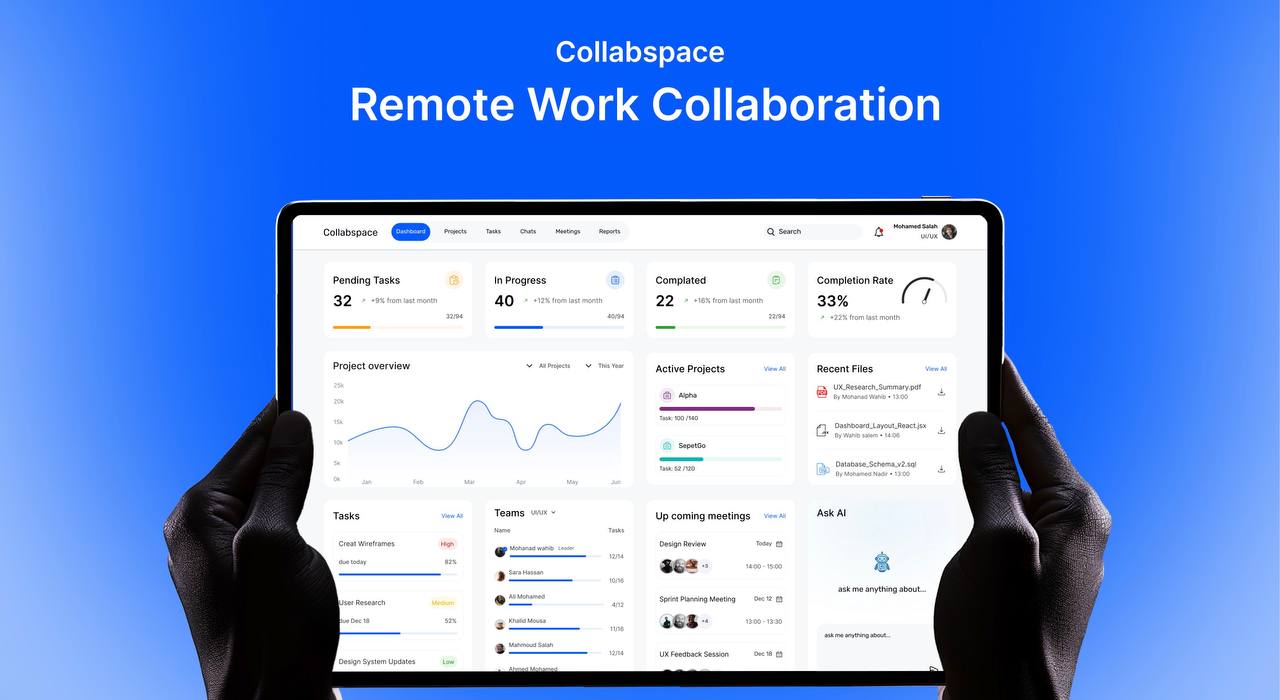 Collabspace
Remote Work Collaboration
Collabspace
Dashboard
Projects
Tasks
Chats
Meetings
Reports
Search
Mohamed Salah
UI/UX
Pending Tasks
32
+9% from last month
32/94
In Progress
40
+12% from last month
40/94
Complated
22
+16% from last month
22/94
Completion Rate
33%
+22% from last month
Project overview
All Projects
This Year
25k
20k
15k
10k
5k
0k
Jan
Feb
Mar
Apr
May
Jun
Active Projects
View All
Alpha
Task: 100 /140
SepetGo
Task: 52 /120
Recent Files
View All
UX_Research_Summary.pdf
By Mohanad Wahib • 13:00
Dashboard_Layout_React.jsx
By Wahib salem • 14:06
Database_Schema_v2.sql
By Mohamed Nadir • 13:00
Tasks
View All
Creat Wireframes
High
due today
82%
User Research
Medium
due Dec 18
52%
Design System Updates
Low
Teams
UI/UX
Name
Tasks
Mohanad wahib
Leader
12/14
Sara Hassan
10/16
Ali Mohamed
4/12
Khalid Mousa
11/16
Mahmoud Salah
12/14
Ahmed Mohamed
Up coming meetings
View All
Design Review
Today
+3
14:00 - 15:00
Sprint Planning Meeting
Dec 12
+4
13:00 - 13:30
UX Feedback Session
Dec 18
Ask AI
ask me anything about...
ask me anything about...